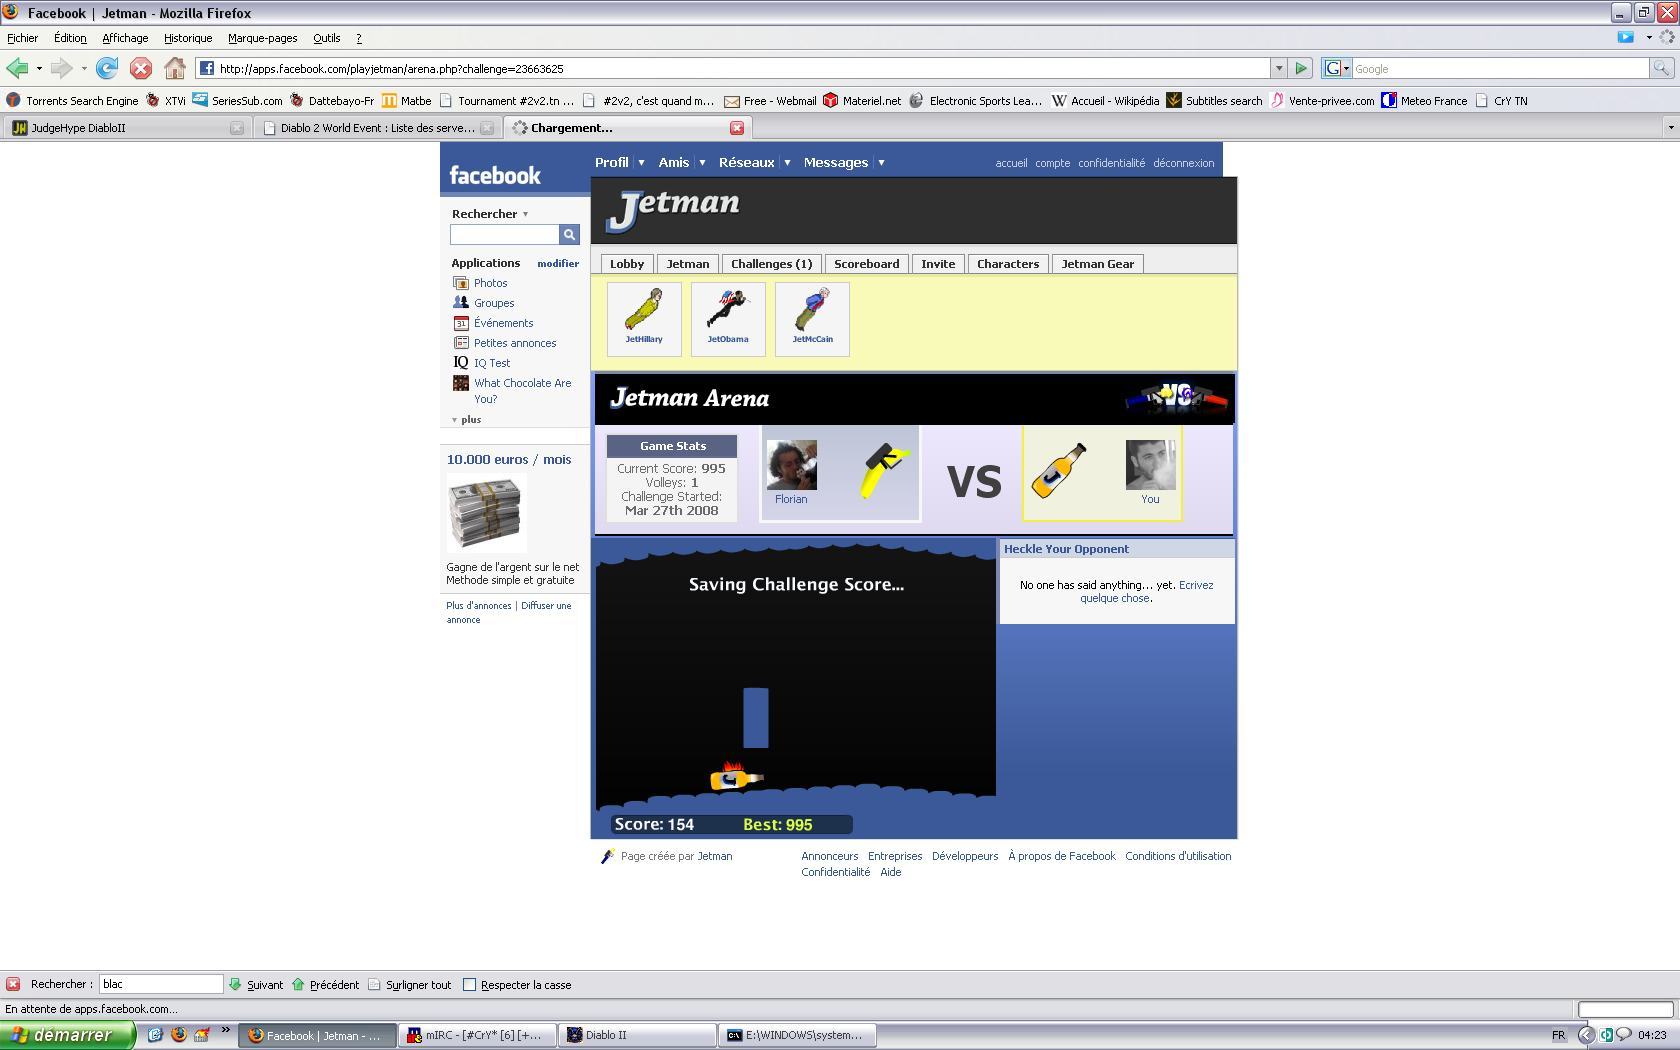 Facebook | Jetman - Mozilla Firefox
Fichier Édition Affichage Historique Marque-pages Outils ?
http://apps.facebook.com/playjetman/arena.php?challenge=23663625
G Google
Torrents Search Engine XTVi SeriesSub.com Dattebayo-Fr Matbe Tournament #2v2.tn ... #2v2, c'est quand m... Free - Webmail Materiel.net Electronic Sports Lea... W Accueil - Wikipédia Subtitles search Vente-privee.com Meteo France CrY TN
JudgeHype DiabloII Diablo 2 World Event : Liste des serve... Chargement...
facebook
Profil Amis Réseaux Messages
accueil compte confidentialité déconnexion
Rechercher
Applications modifier
Photos
Groupes
31 Événements
Petites annonces
IQ IQ Test
What Chocolate Are
You?
plus
10.000 euros / mois
Gagne de l'argent sur le net
Methode simple et gratuite
Plus d'annonces | Diffuser une
annonce
Jetman
Lobby Jetman Challenges (1) Scoreboard Invite Characters Jetman Gear
JetHillary JetObama JetMcCain
Jetman Arena VS
Game Stats
Current Score: 995
Volleys: 1
Challenge Started:
Mar 27th 2008
Florian
VS
J
You
Saving Challenge Score...
J
Score: 154 Best: 995
Heckle Your Opponent
No one has said anything... yet. Ecrivez
quelque chose.
Page créée par Jetman
Annonceurs Entreprises Développeurs À propos de Facebook Conditions d'utilisation
Confidentialité Aide
Rechercher : blac Suivant Précédent Surligner tout Respecter la casse
En attente de apps.facebook.com...
démarrer » Facebook | Jetman - ... mIRC - [#CrY* [6] [+... Diablo II E:\WINDOWS\system... FR 04:23